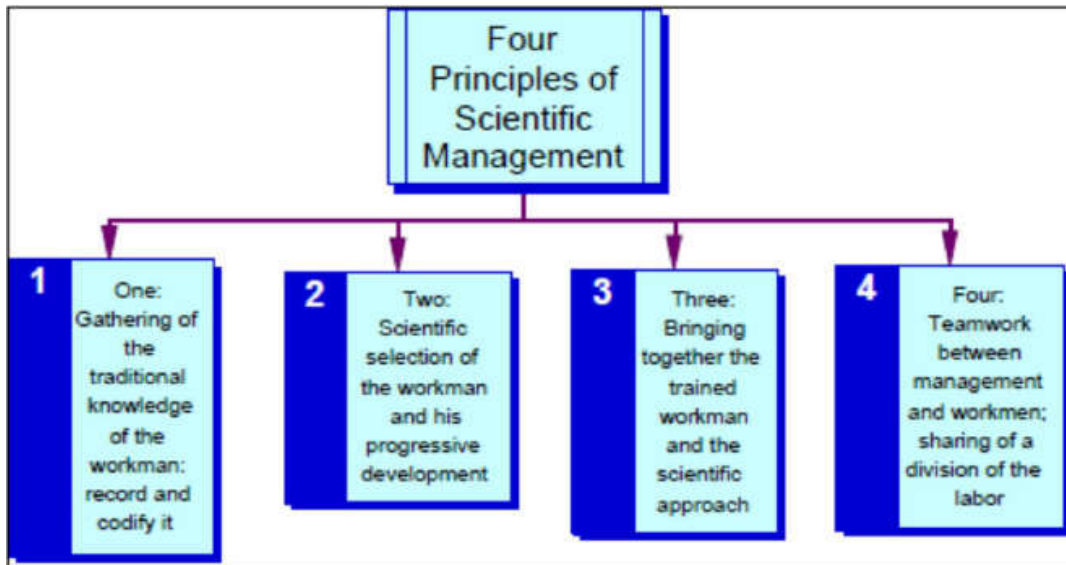 Four
Principles of
Scientific
Management
1
One:
Gathering of
the
traditional
knowledge
of the
workman:
record and
codify it
2
Two:
Scientific
selection of
the workman
and his
progressive
development
3
Three:
Bringing
together the
trained
workman
and the
scientific
approach
4
Four:
Teamwork
between
management
and workmen;
sharing of a
division of the
labor